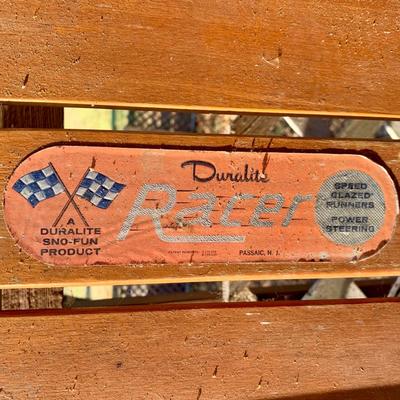 Duralite
Racer
A
DURALITE
SNO-FUN
PRODUCT
SPEED
GLAZED
RUNNERS
POWER
STEERING
PASSAIC, N. J.